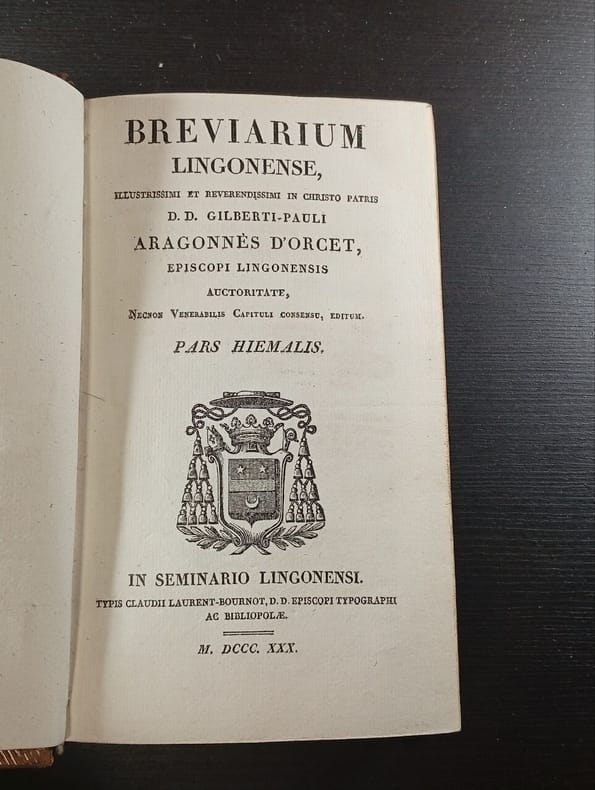 BREVIARIUM
LINGONENSE,
ILLUSTRISSIMI ET REVERENDISSIMI IN CHRISTO PATRIS
D. D. GILBERTI-PAULI
ARAGONNÈS D'ORCET,
EPISCOPI LINGONENSIS
AUCTORITATE,
NECNON VENERABILIS CAPITULI CONSENSU, EDITUM.
PARS HIEMALIS.
IN SEMINARIO LINGONENSI.
TYPIS CLAUDII LAURENT-BOURNOT, D. D. EPISCOPI TYPOGRAPHI
AC BIBLIOPOLÆ.
M. DCCC. XXX.